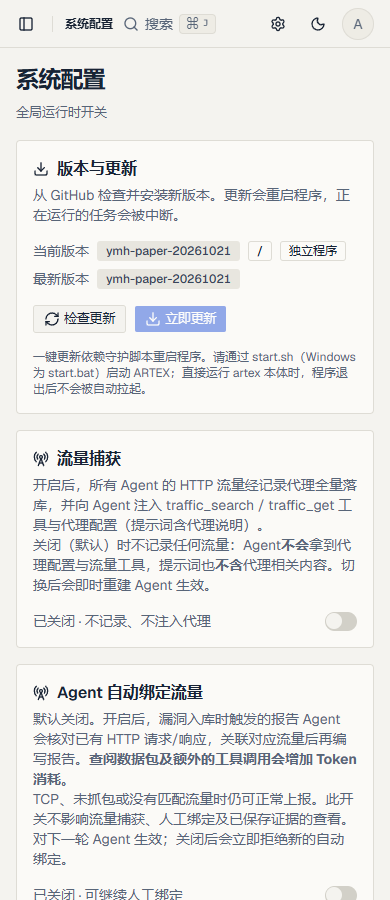 系统配置 搜索 ⌘ J A
系统配置
全局运行时开关
版本与更新
从 GitHub 检查并安装新版本。更新会重启程序，正
在运行的任务会被中断。
当前版本 ymh-paper-20261021 / 独立程序
最新版本 ymh-paper-20261021
检查更新 立即更新
一键更新依赖守护脚本重启程序。请通过 start.sh（Windows
为 start.bat）启动 ARTEX；直接运行 artex 本体时，程序退
出后不会被自动拉起。
流量捕获
开启后，所有 Agent 的 HTTP 流量经记录代理全量落
库，并向 Agent 注入 traffic_search / traffic_get 工
具与代理配置（提示词含代理说明）。
关闭（默认）时不记录任何流量：Agent不会拿到代
理配置与流量工具，提示词也不含代理相关内容。切
换后会即时重建 Agent 生效。
已关闭 · 不记录、不注入代理
Agent 自动绑定流量
默认关闭。开启后，漏洞入库时触发的报告 Agent
会核对已有 HTTP 请求/响应，关联对应流量后再编
写报告。查阅数据包及额外的工具调用会增加 Token
消耗。
TCP、未抓包或没有匹配流量时仍可正常上报。此开
关不影响流量捕获、人工绑定及已保存证据的查看。
对下一轮 Agent 生效；关闭后会立即拒绝新的自动
绑定。
已关闭 · 可继续人工绑定